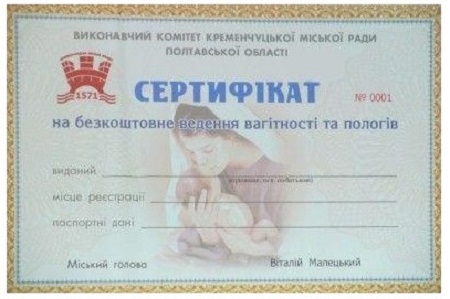 ВИКОНАВЧИЙ КОМІТЕТ КРЕМЕНЧУЦЬКОЇ МІСЬКОЇ РАДИ
ПОЛТАВСЬКОЇ ОБЛАСТІ
1571
СЕРТИФІКАТ
№ 0001
на безкоштовне ведення вагітності та пологів
виданий
місце реєстрації
паспортні дані
Міський голова Віталій Малецький